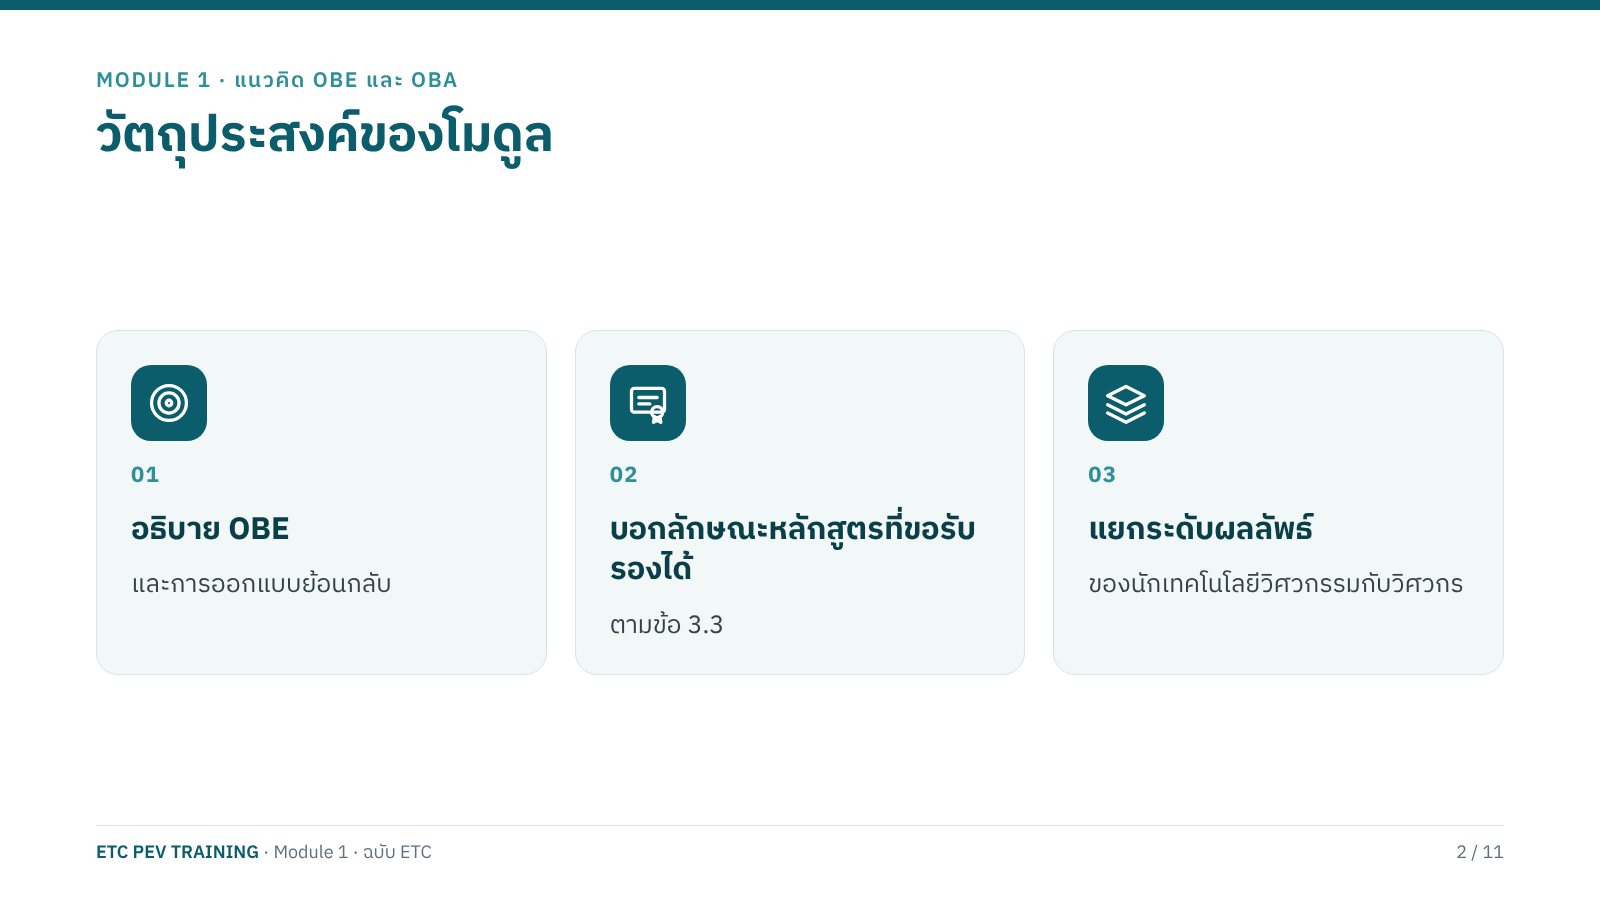 MODULE 1 · แนวคิด OBE และ OBA
วัตถุประสงค์ของโมดูล
01
อธิบาย OBE
และการออกแบบย้อนกลับ
02
บอกลักษณะหลักสูตรที่ขอรับ
รองได้
ตามข้อ 3.3
03
แยกระดับผลลัพธ์
ของนักเทคโนโลยีวิศวกรรมกับวิศวกร
ETC PEV TRAINING · Module 1 · ฉบับ ETC
2 / 11